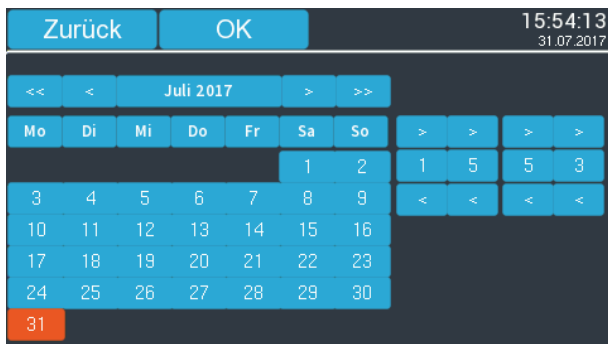 Zurück OK 15:54:13
31.07.2017
<< < Juli 2017 > >>
Mo Di Mi Do Fr Sa So > > > >
1 2 1 5 5 3
3 4 5 6 7 8 9 < < < <
10 11 12 13 14 15 16
17 18 19 20 21 22 23
24 25 26 27 28 29 30
31